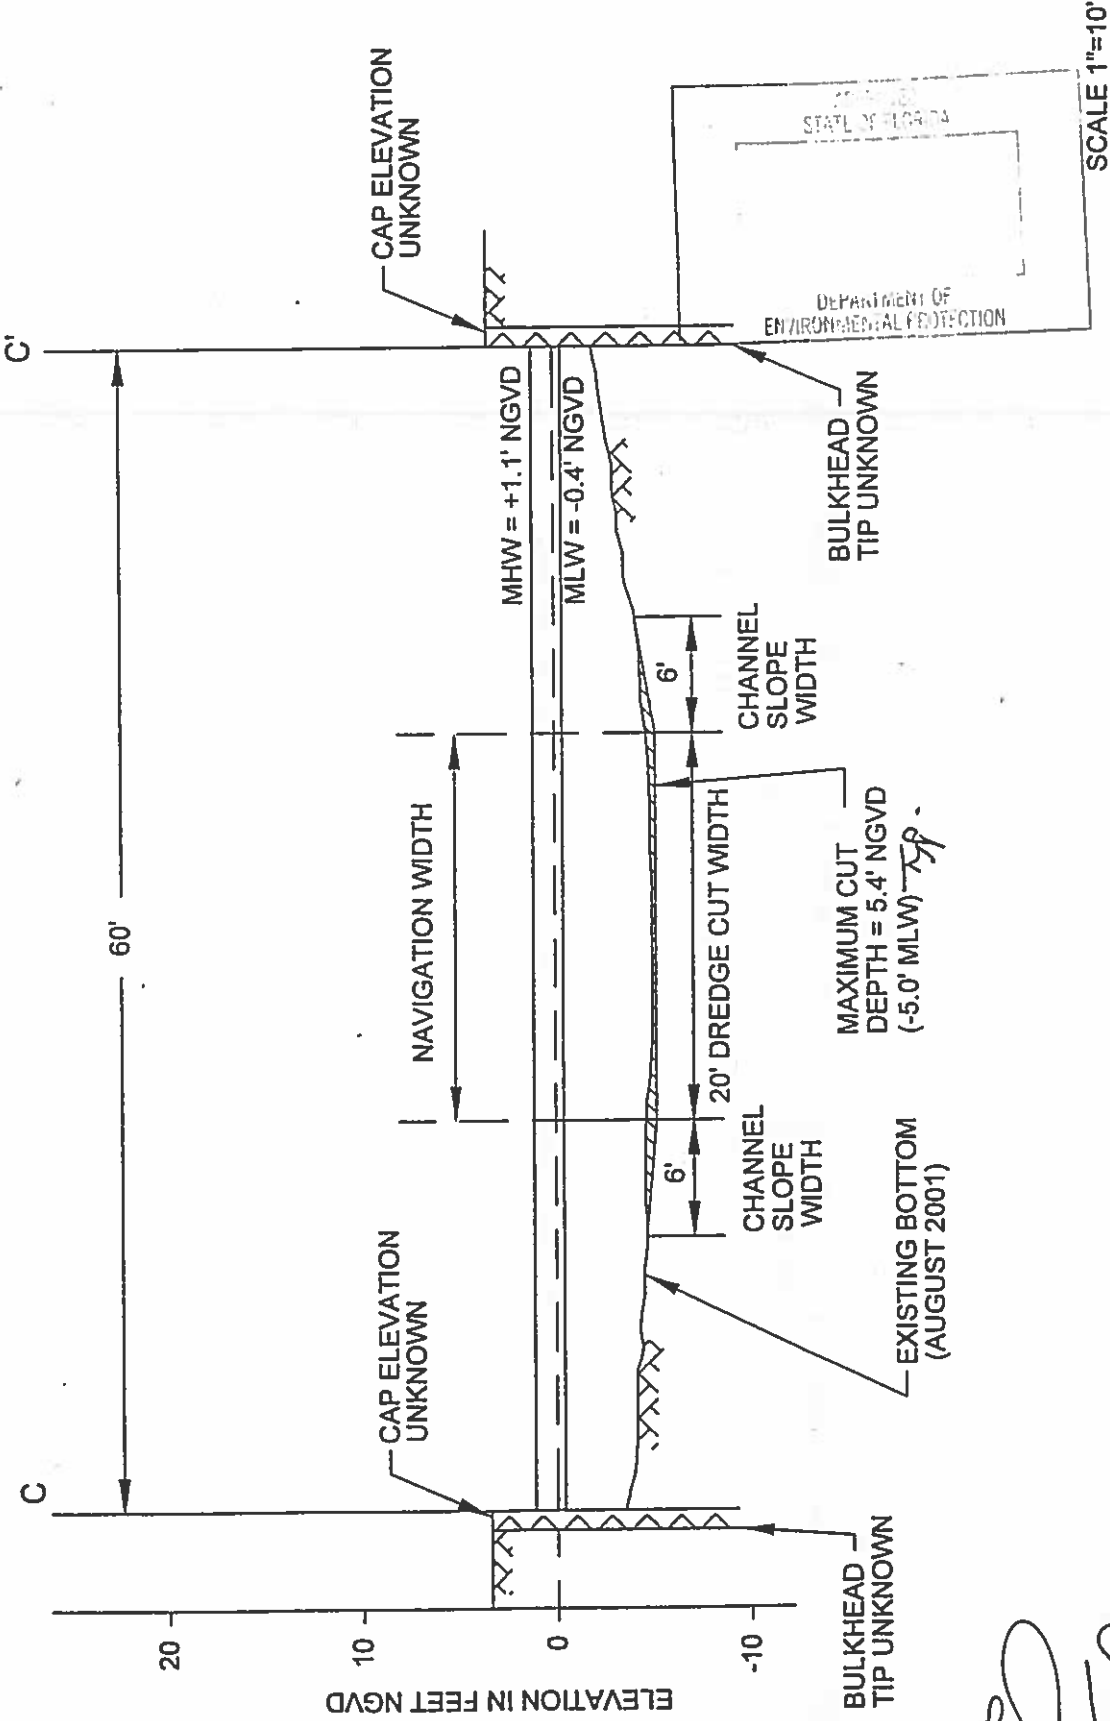 C
C'
60'
CAP ELEVATION
UNKNOWN
CAP ELEVATION
UNKNOWN
NAVIGATION WIDTH
MHW = +1.1' NGVD
MLW = -0.4' NGVD
20
10
0
-10
ELEVATION IN FEET NGVD
6'
20' DREDGE CUT WIDTH
6'
CHANNEL
SLOPE
WIDTH
CHANNEL
SLOPE
WIDTH
BULKHEAD
TIP UNKNOWN
EXISTING BOTTOM
(AUGUST 2001)
MAXIMUM CUT
DEPTH = 5.4' NGVD
(-5.0' MLW) Typ.
BULKHEAD
TIP UNKNOWN
STATE OF FLORIDA
DEPARTMENT OF
ENVIRONMENTAL PROTECTION
SCALE 1"=10'